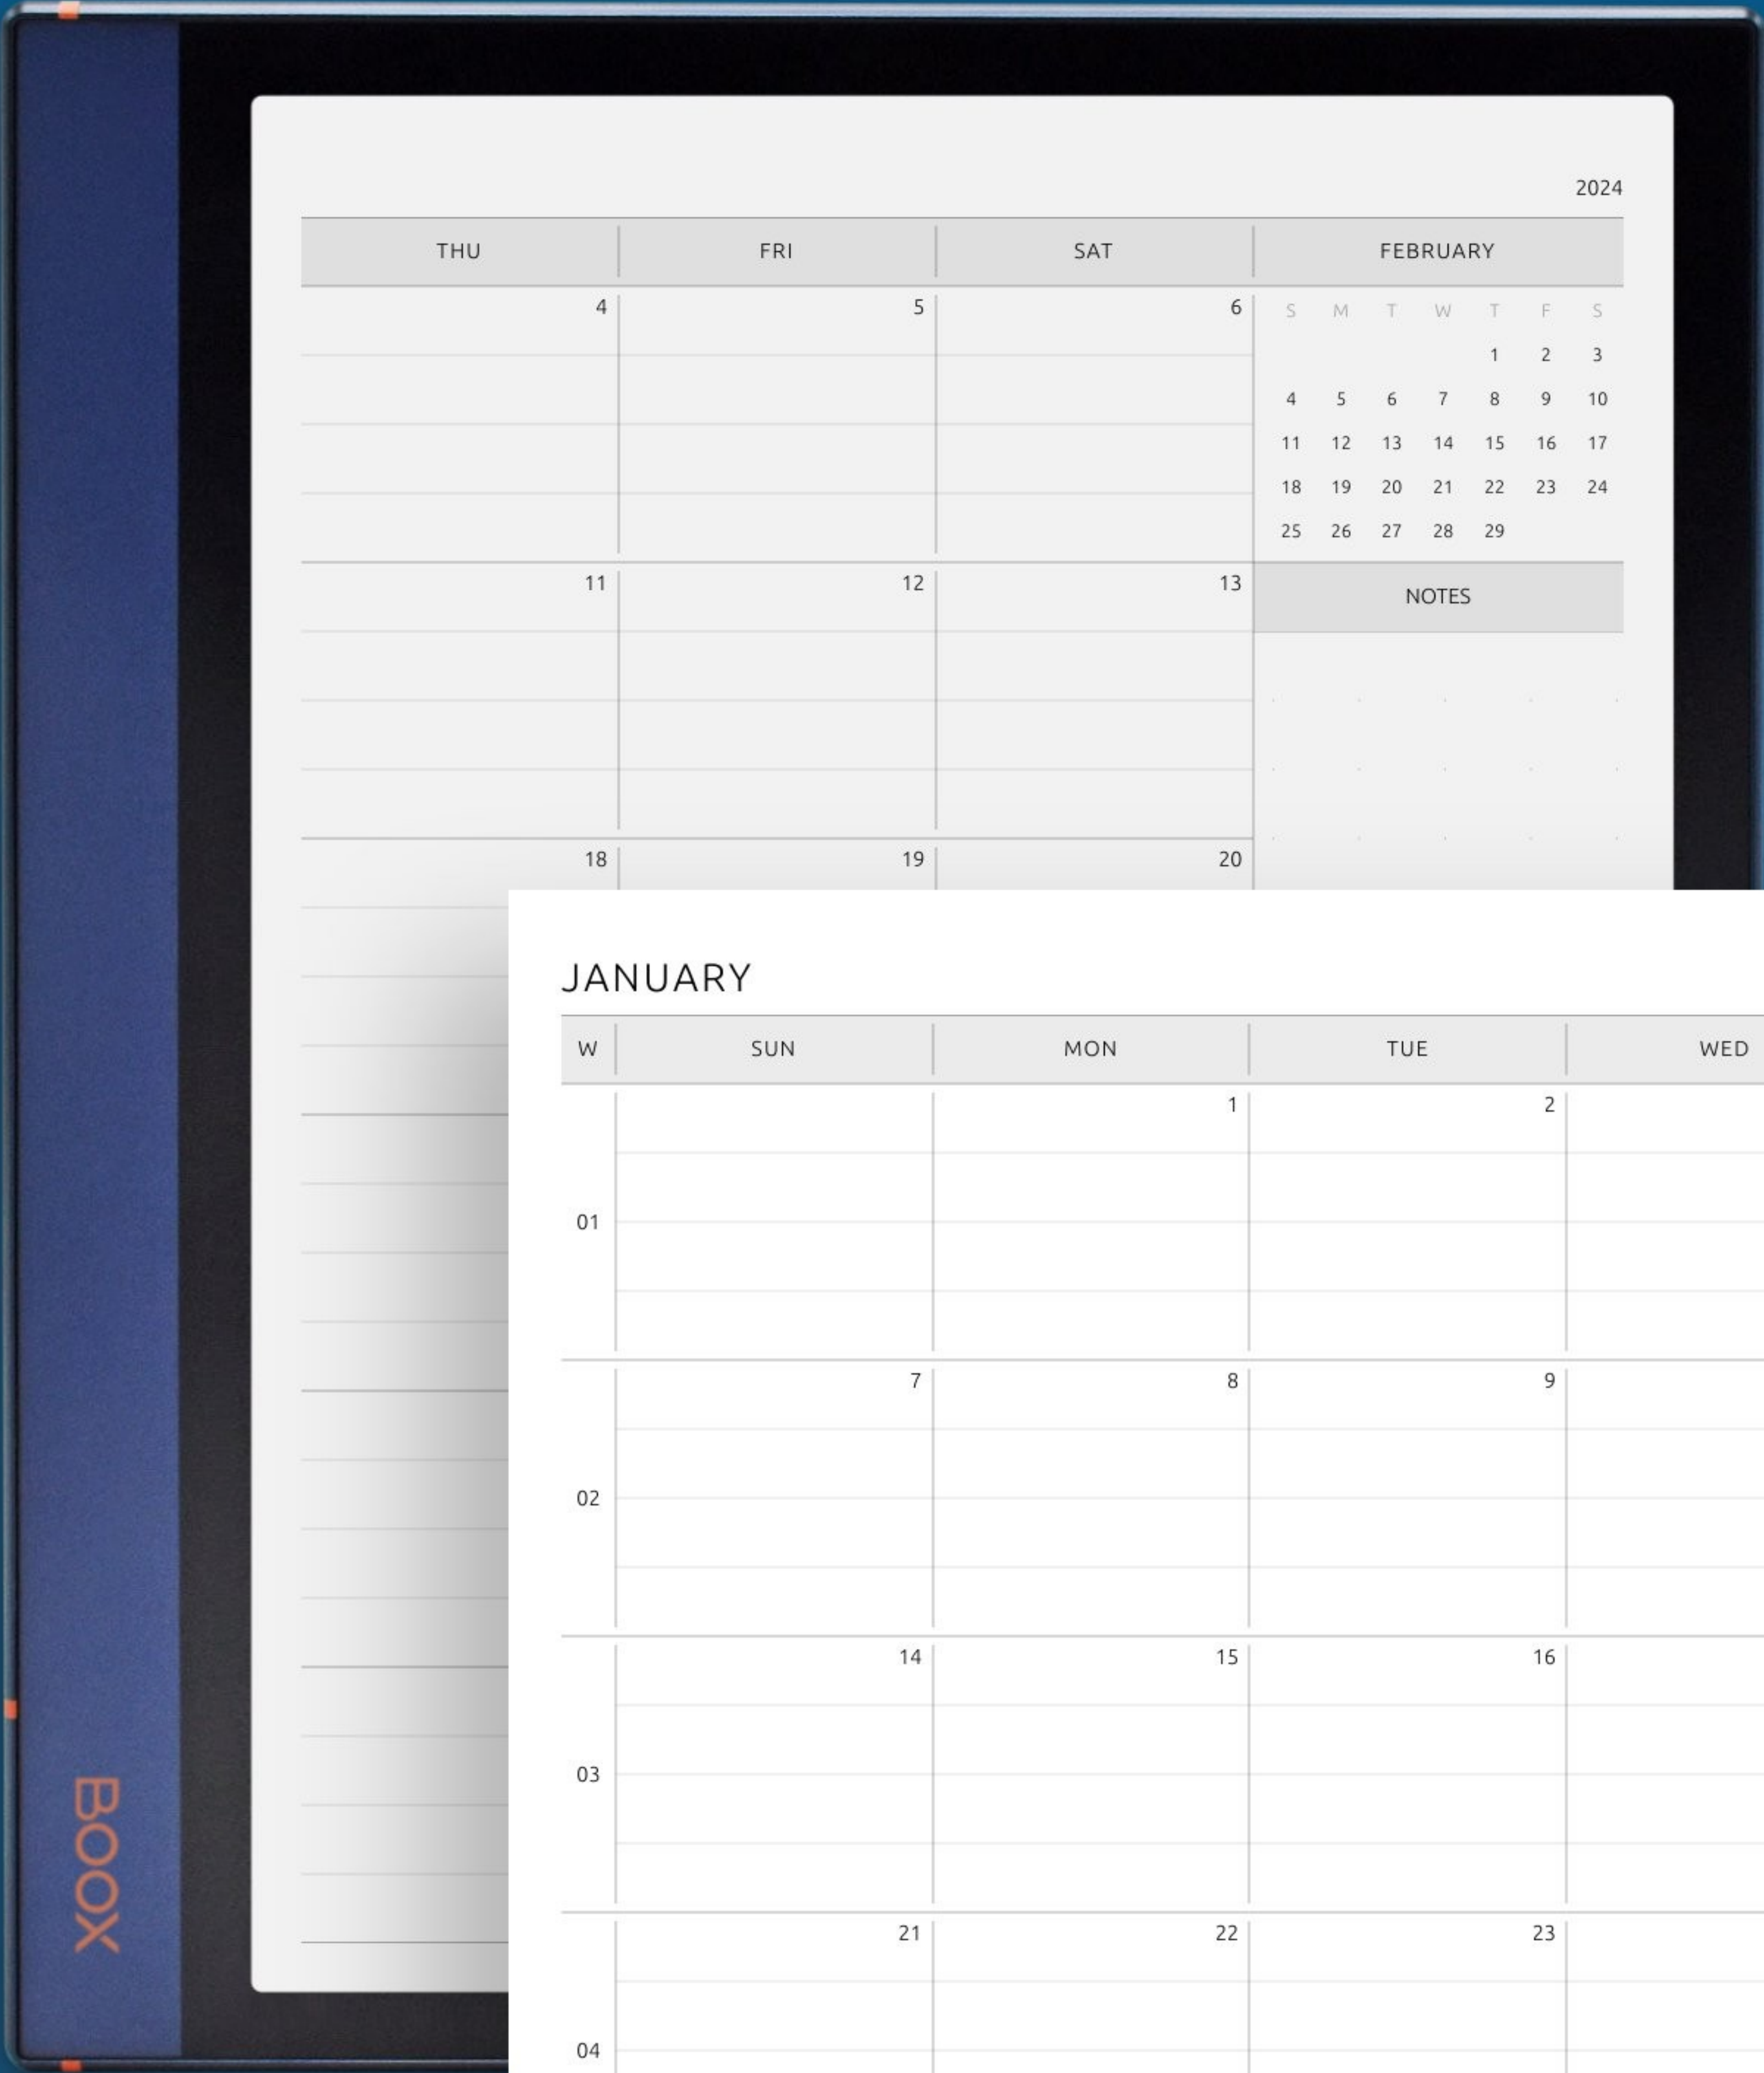 2024
THU FRI SAT FEBRUARY
4 5 6
S M T W T F S
1 2 3
4 5 6 7 8 9 10
11 12 13 14 15 16 17
18 19 20 21 22 23 24
25 26 27 28 29
11 12 13
NOTES
18 19 20
JANUARY
W SUN MON TUE WED
1 2
01
7 8 9
02
14 15 16
03
21 22 23
04
BOOX